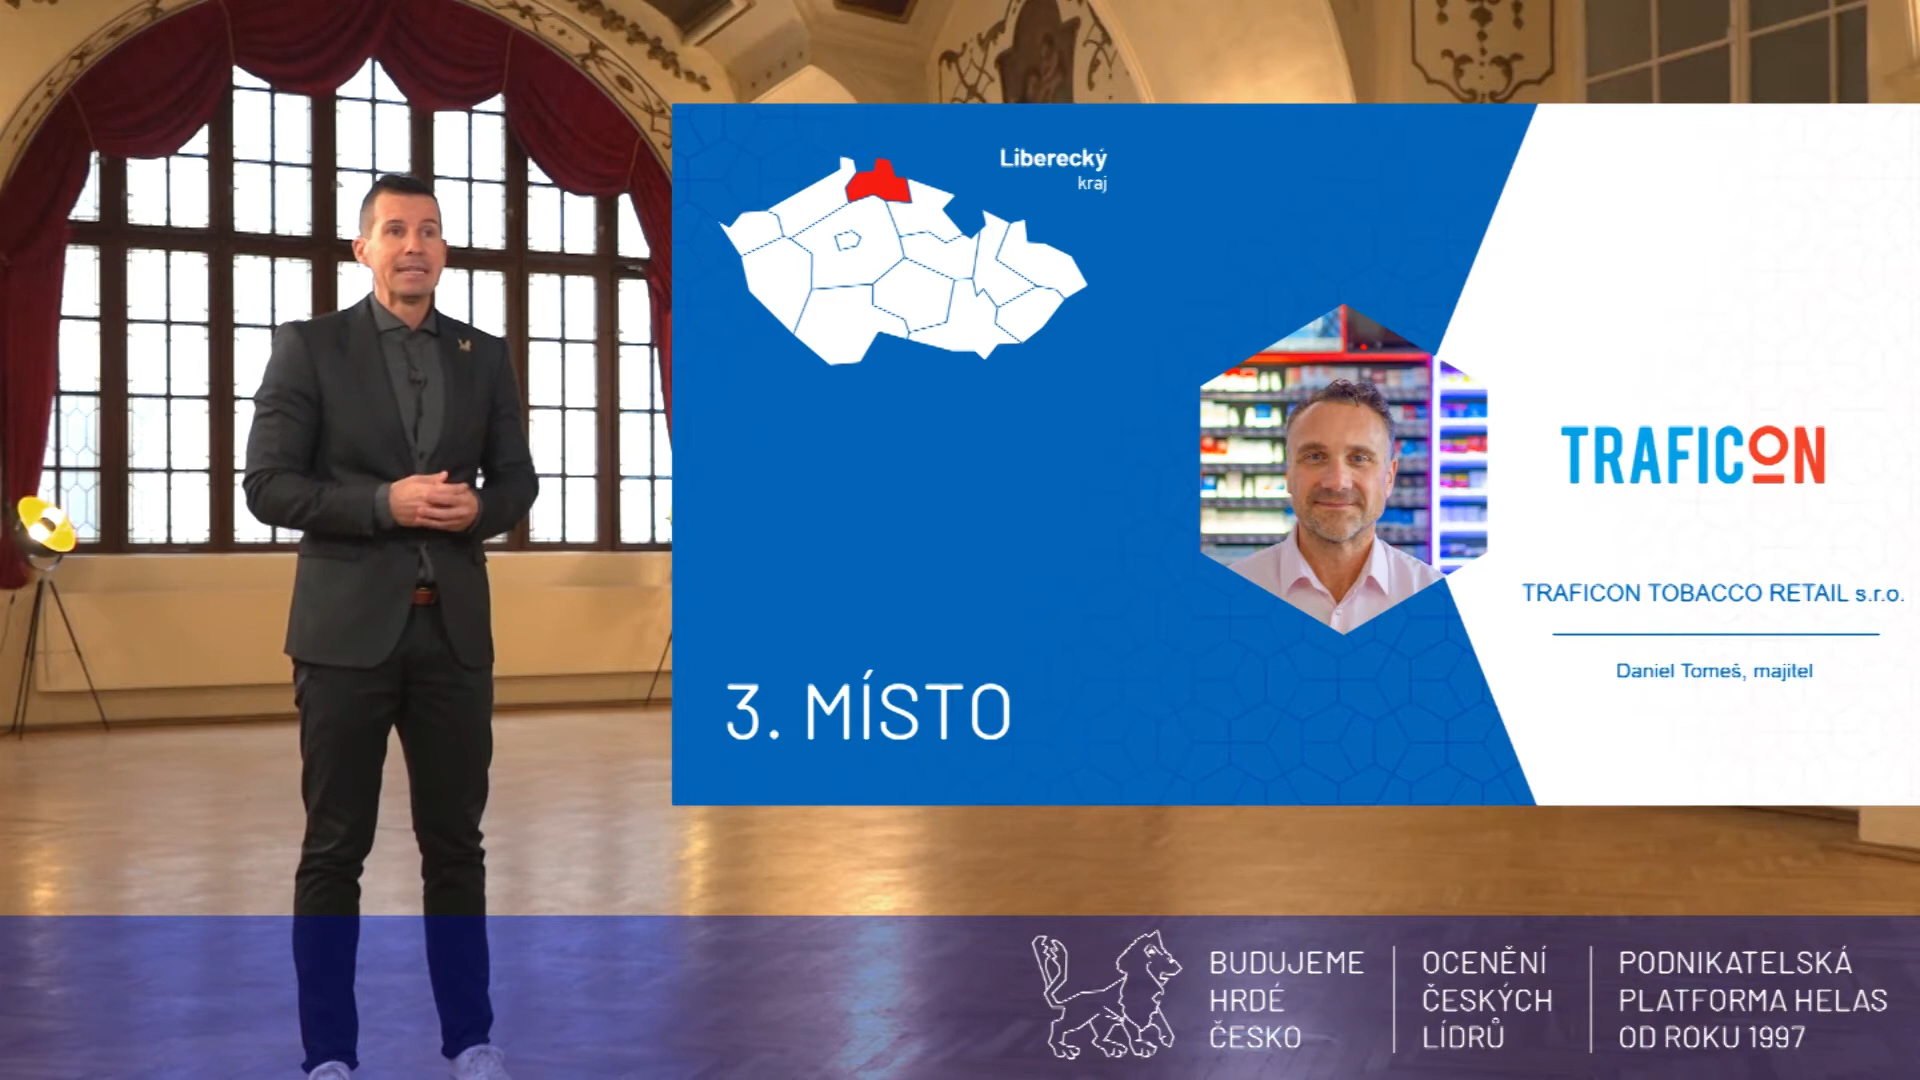 Liberecký
kraj
TRAFICON
TRAFICON TOBACCO RETAIL s.r.o.
Daniel Tomeš, majitel
3. MÍSTO
BUDUJEME
HRDÉ
ČESKO
OCENĚNÍ
ČESKÝCH
LÍDRŮ
PODNIKATELSKÁ
PLATFORMA HELAS
OD ROKU 1997